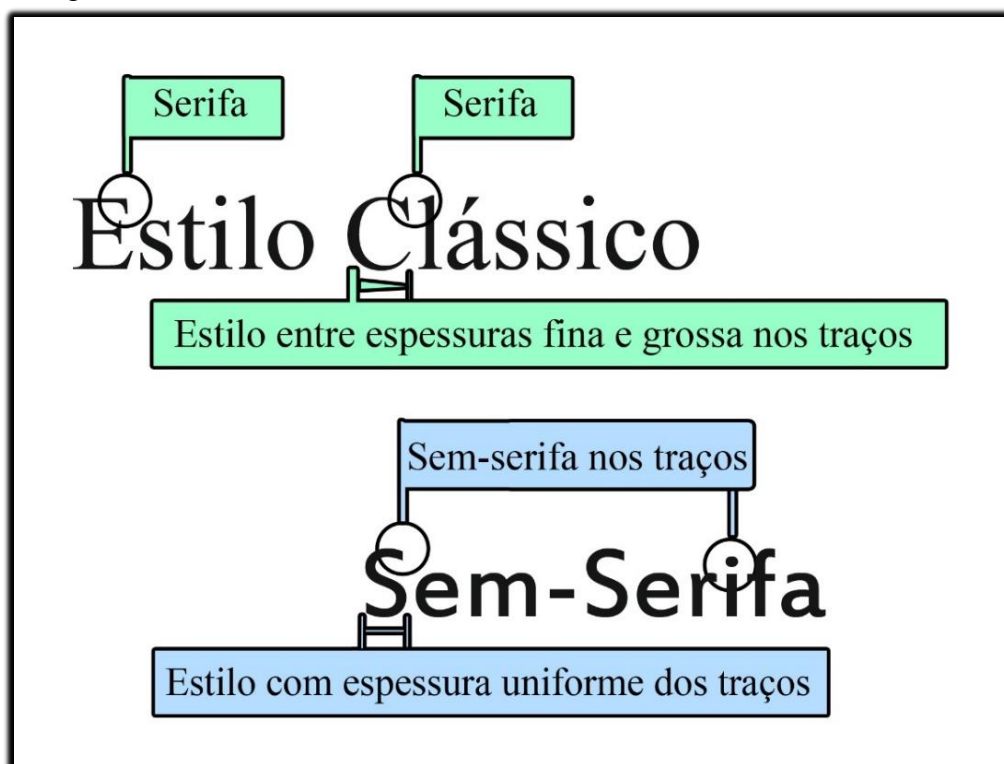 Serifa Serifa
Estilo Clássico
Estilo entre espessuras fina e grossa nos traços
Sem-serifa nos traços
Sem-Serifa
Estilo com espessura uniforme dos traços